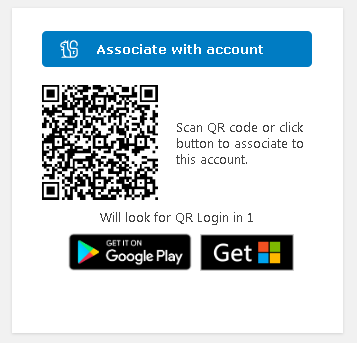 Associate with account
Scan QR code or click
button to associate to
this account.
Will look for QR Login in 1
GET IT ON
Google Play
Get